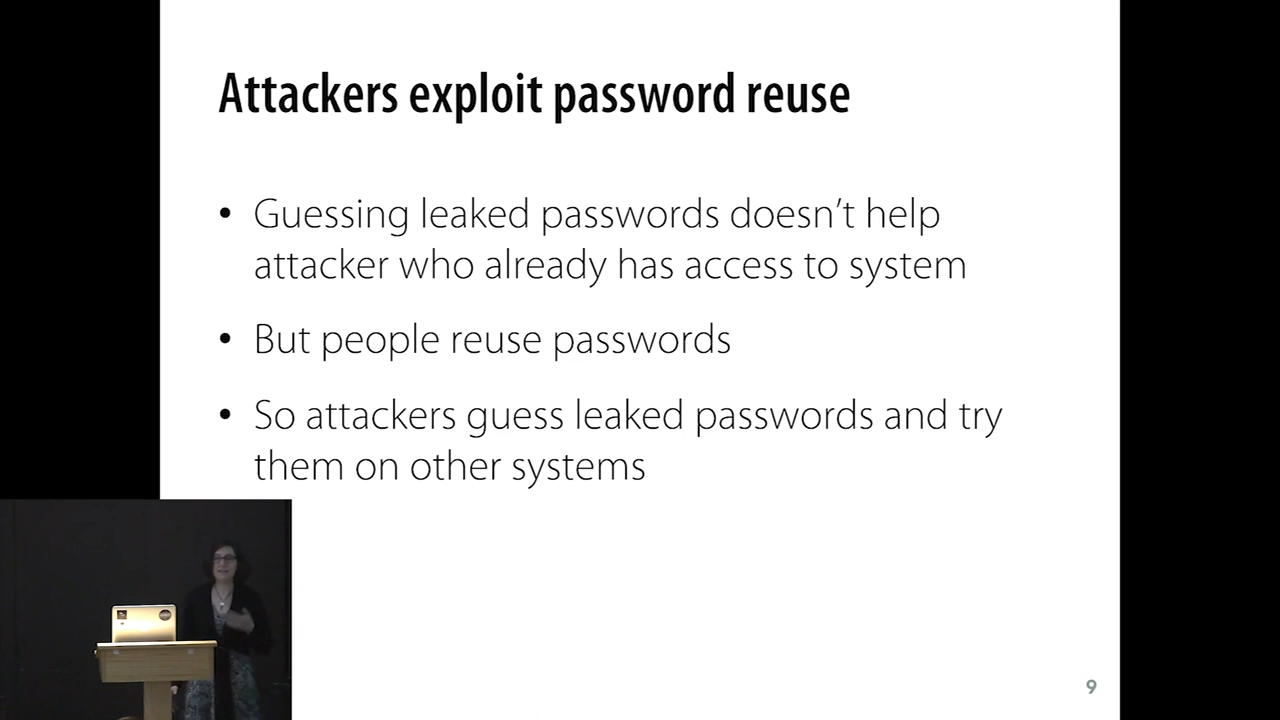 Attackers exploit password reuse
• Guessing leaked passwords doesn’t help
attacker who already has access to system
• But people reuse passwords
• So attackers guess leaked passwords and try
them on other systems
9